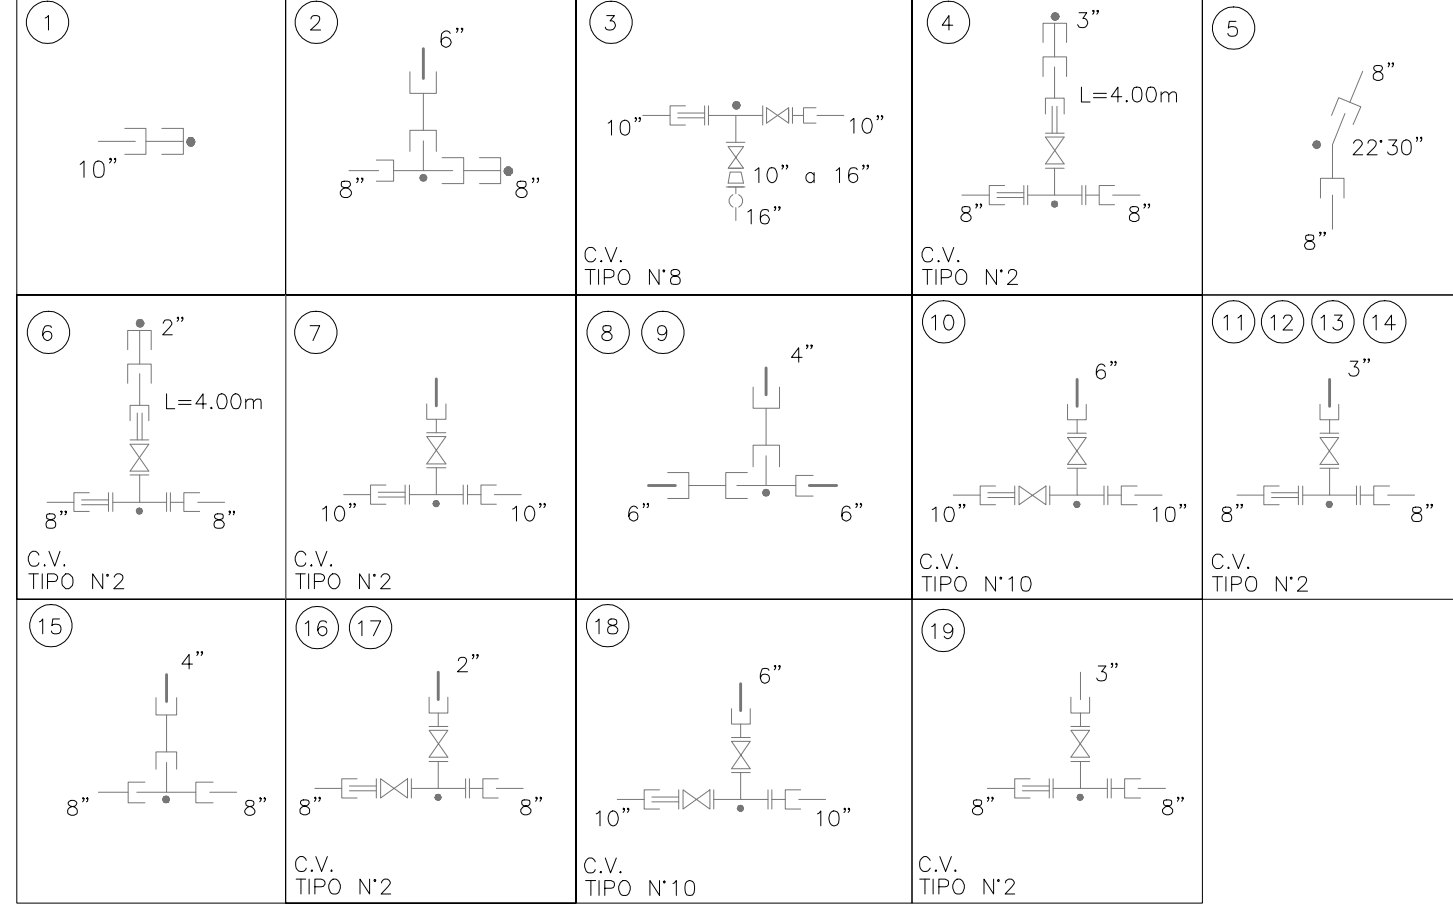 1
10”
2
6”
8”
8”
3
10”
10”
10” a 16”
16”
C.V.
TIPO N°8
4
3”
L=4.00m
8”
8”
C.V.
TIPO N°2
5
8”
22°30”
8”
6
2”
L=4.00m
8”
8”
C.V.
TIPO N°2
7
10”
10”
C.V.
TIPO N°2
8 9
4”
6”
6”
10
6”
10”
10”
C.V.
TIPO N°10
11 12 13 14
3”
8”
8”
C.V.
TIPO N°2
15
4”
8”
8”
16 17
2”
8”
8”
C.V.
TIPO N°2
18
6”
10”
10”
C.V.
TIPO N°10
19
3”
8”
8”
C.V.
TIPO N°2